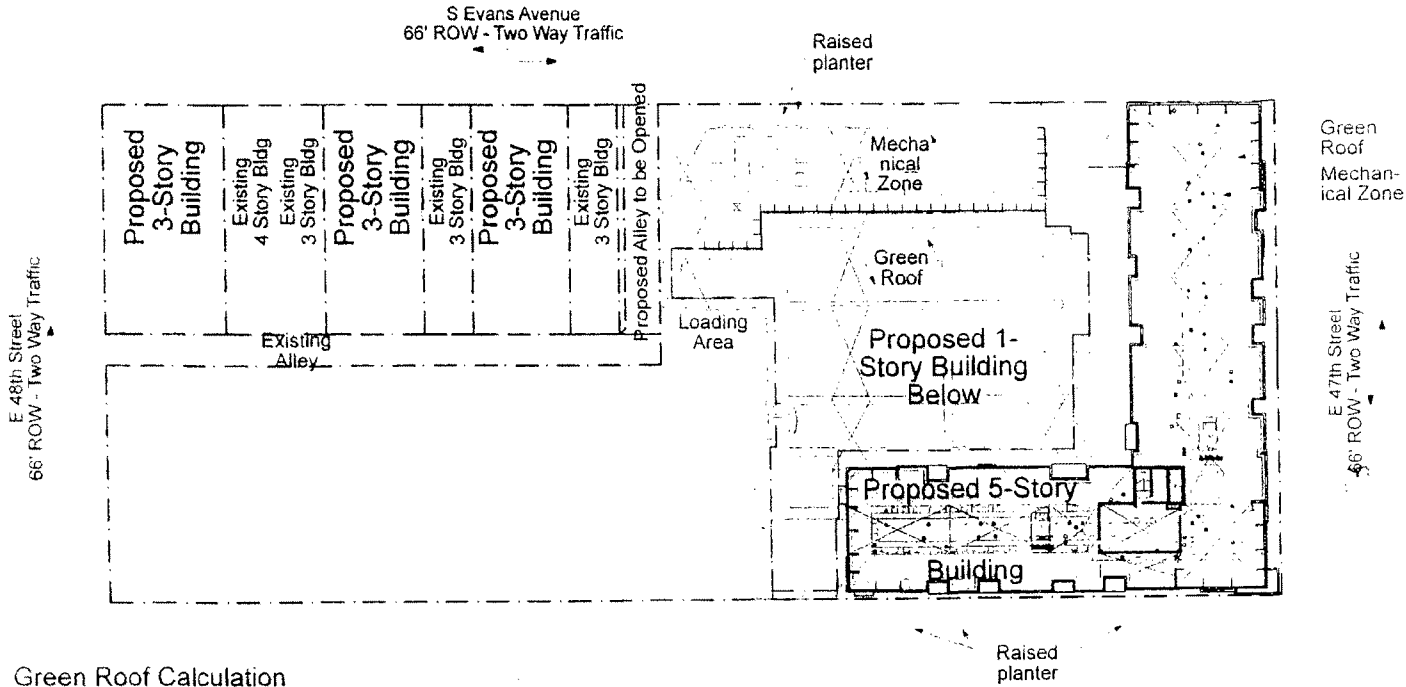 S Evans Avenue
66' ROW - Two Way Traffic
Raised
planter
Proposed
3-Story
Building
Existing
4 Story Bldg
Existing
3 Story Bldg
Proposed
3-Story
Building
Existing
3 Story Bldg
Proposed
3-Story
Building
Existing
3 Story Bldg
Proposed Alley to be Opened
Mecha
nical
Zone
Green
Roof
Mechan-
ical Zone
E 48th Street
66' ROW - Two Way Traffic
Green
Roof
E 47th Street
66' ROW - Two Way Traffic
Existing
Alley
Loading
Area
Proposed 1-
Story Building
Below
Proposed 5-Story
Building
Raised
planter
Green Roof Calculation